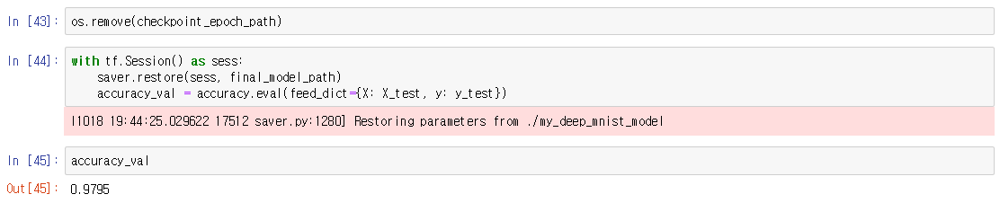 In [43]: os.remove(checkpoint_epoch_path)
In [44]: with tf.Session() as sess:
    saver.restore(sess, final_model_path)
    accuracy_val = accuracy.eval(feed_dict={X: X_test, y: y_test})
I1018 19:44:25.029622 17512 saver.py:1280] Restoring parameters from ./my_deep_mnist_model
In [45]: accuracy_val
Out[45]: 0.9795